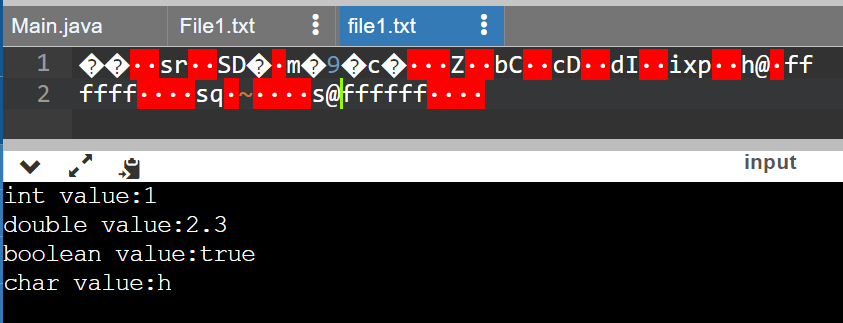 Main.java File1.txt file1.txt
1 ��··sr··SD�·m�9�c�···Z··bC··cD··dI··ixp··h@·ff
2 ffff····sq·~····s@ffffff····
input
int value:1
double value:2.3
boolean value:true
char value:h